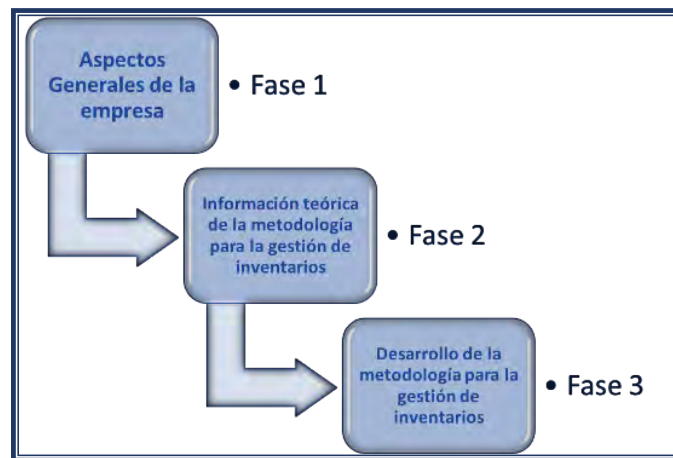 Aspectos
Generales de la
empresa
• Fase 1
Información teórica
de la metodología
para la gestión de
inventarios
• Fase 2
Desarrollo de la
metodología para la
gestión de
inventarios
• Fase 3